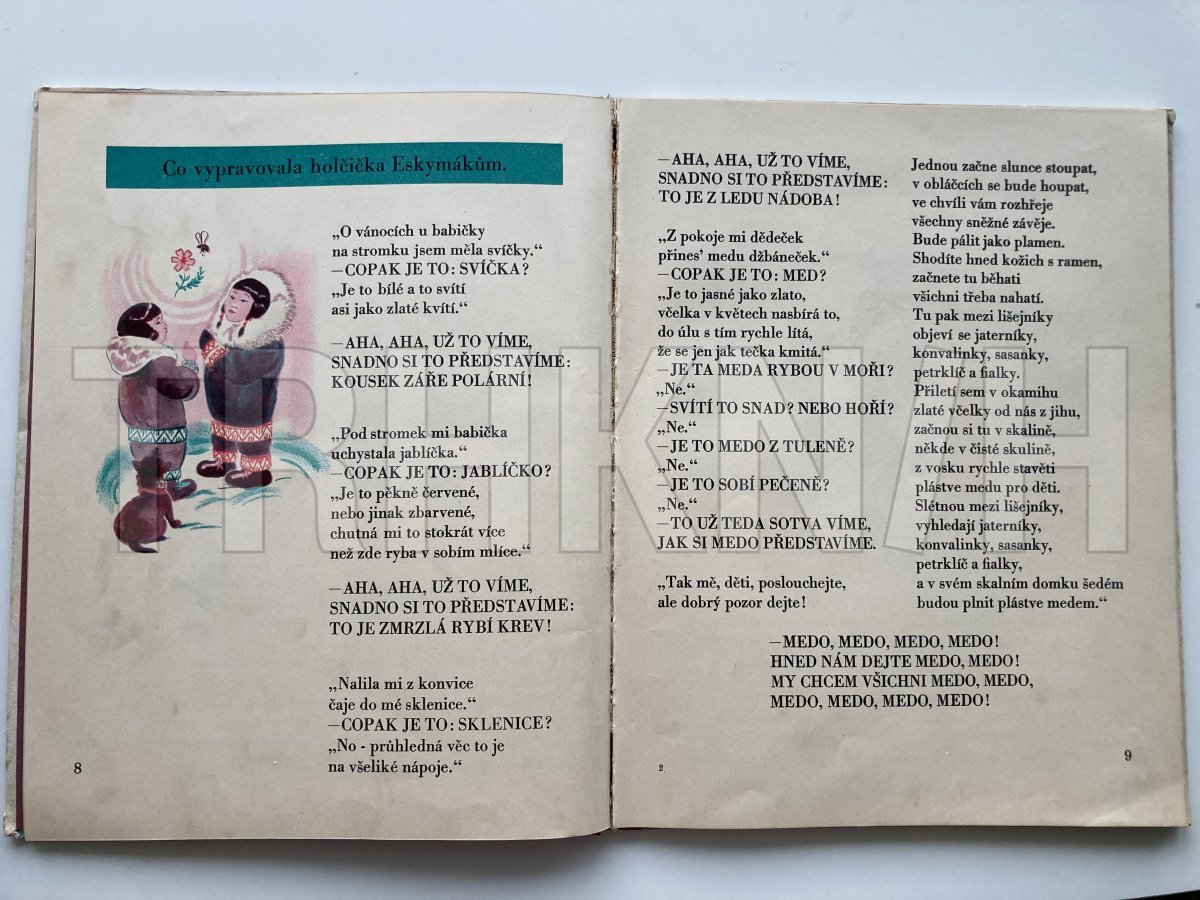 Co vypravovala holčička Eskymákům.
„O vánocích u babičky
na stromku jsem měla svíčky.“
—COPAK JE TO: SVÍČKA?
„Je to bílé a to svítí
asi jako zlaté kvítí.“
—AHA, AHA, UŽ TO VÍME,
SNADNO SI TO PŘEDSTAVÍME:
KOUSEK ZÁŘE POLÁRNÍ!
„Pod stromek mi babička
uchystala jablíčka.“
—COPAK JE TO: JABLÍČKO?
„Je to pěkně červené,
nebo jinak zbarvené,
chutná mi to stokrát více
než zde ryba v sobím mlíce.“
—AHA, AHA, UŽ TO VÍME,
SNADNO SI TO PŘEDSTAVÍME:
TO JE ZMRZLÁ RYBÍ KREV!
„Nalila mi z konvice
čaje do mé sklenice.“
—COPAK JE TO: SKLENICE?
„No - průhledná věc to je
na všeliké nápoje.“
8
—AHA, AHA, UŽ TO VÍME,
SNADNO SI TO PŘEDSTAVÍME:
TO JE Z LEDU NÁDOBA!
„Z pokoje mi dědeček
přines’ medu džbáneček.“
—COPAK JE TO: MED?
„Je to jasné jako zlato,
včelka v květech nasbírá to,
do úlu s tím rychle lítá,
že se jen jak tečka kmitá.“
—JE TA MEDA RYBOU V MOŘI?
„Ne.“
—SVÍTÍ TO SNAD? NEBO HOŘÍ?
„Ne.“
—JE TO MEDO Z TULENĚ?
„Ne.“
—JE TO SOBÍ PEČENĚ?
„Ne.“
—TO UŽ TEDA SOTVA VÍME,
JAK SI MEDO PŘEDSTAVÍME.
„Tak mě, děti, poslouchejte,
ale dobrý pozor dejte!
Jednou začne slunce stoupat,
v obláčcích se bude houpat,
ve chvíli vám rozhřeje
všechny sněžné závěje.
Bude pálit jako plamen.
Shodíte hned kožich s ramen,
začnete tu běhati
všichni třeba nahatí.
Tu pak mezi lišejníky
objeví se jaterníky,
konvalinky, sasanky,
petrklíč a fialky.
Přiletí sem v okamihu
zlaté včelky od nás z jihu,
začnou si tu v skalině,
někde v čisté skulině,
z vosku rychle stavěti
plástve medu pro děti.
Slétnou mezi lišejníky,
vyhledají jaterníky,
konvalinky, sasanky,
petrklíč a fialky,
a v svém skalním domku šedém
budou plnit plástve medem.“
—MEDO, MEDO, MEDO, MEDO!
HNED NÁM DEJTE MEDO, MEDO!
MY CHCEM VŠICHNI MEDO, MEDO,
MEDO, MEDO, MEDO, MEDO!
2
9